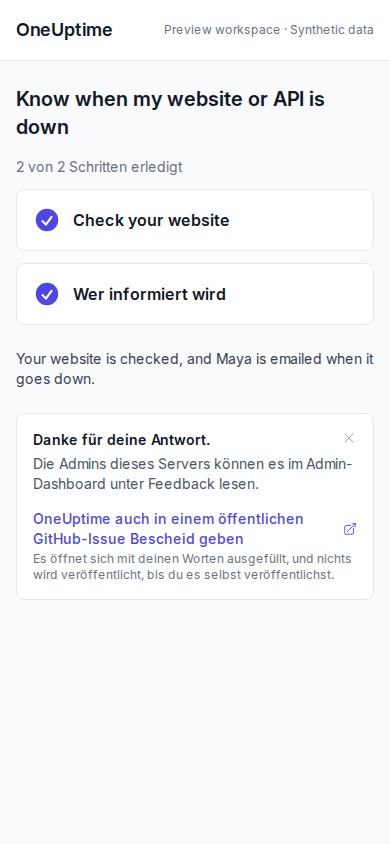 OneUptime
Preview workspace · Synthetic data
Know when my website or API is
down
2 von 2 Schritten erledigt
Check your website
Wer informiert wird
Your website is checked, and Maya is emailed when it
goes down.
Danke für deine Antwort.
Die Admins dieses Servers können es im Admin-
Dashboard unter Feedback lesen.
OneUptime auch in einem öffentlichen
GitHub-Issue Bescheid geben
Es öffnet sich mit deinen Worten ausgefüllt, und nichts
wird veröffentlicht, bis du es selbst veröffentlichst.